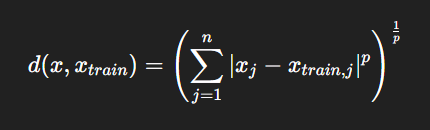 d(x, x_{train}) = \left( \sum_{j=1}^{n} |x_j - x_{train,j}|^p \right)^{\frac{1}{p}}